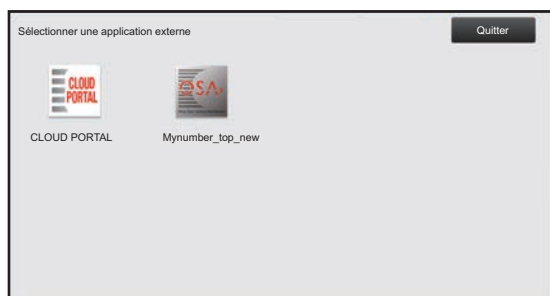 Sélectionner une application externe
Quitter
CLOUD
PORTAL
OSA
CLOUD PORTAL
Mynumber_top_new